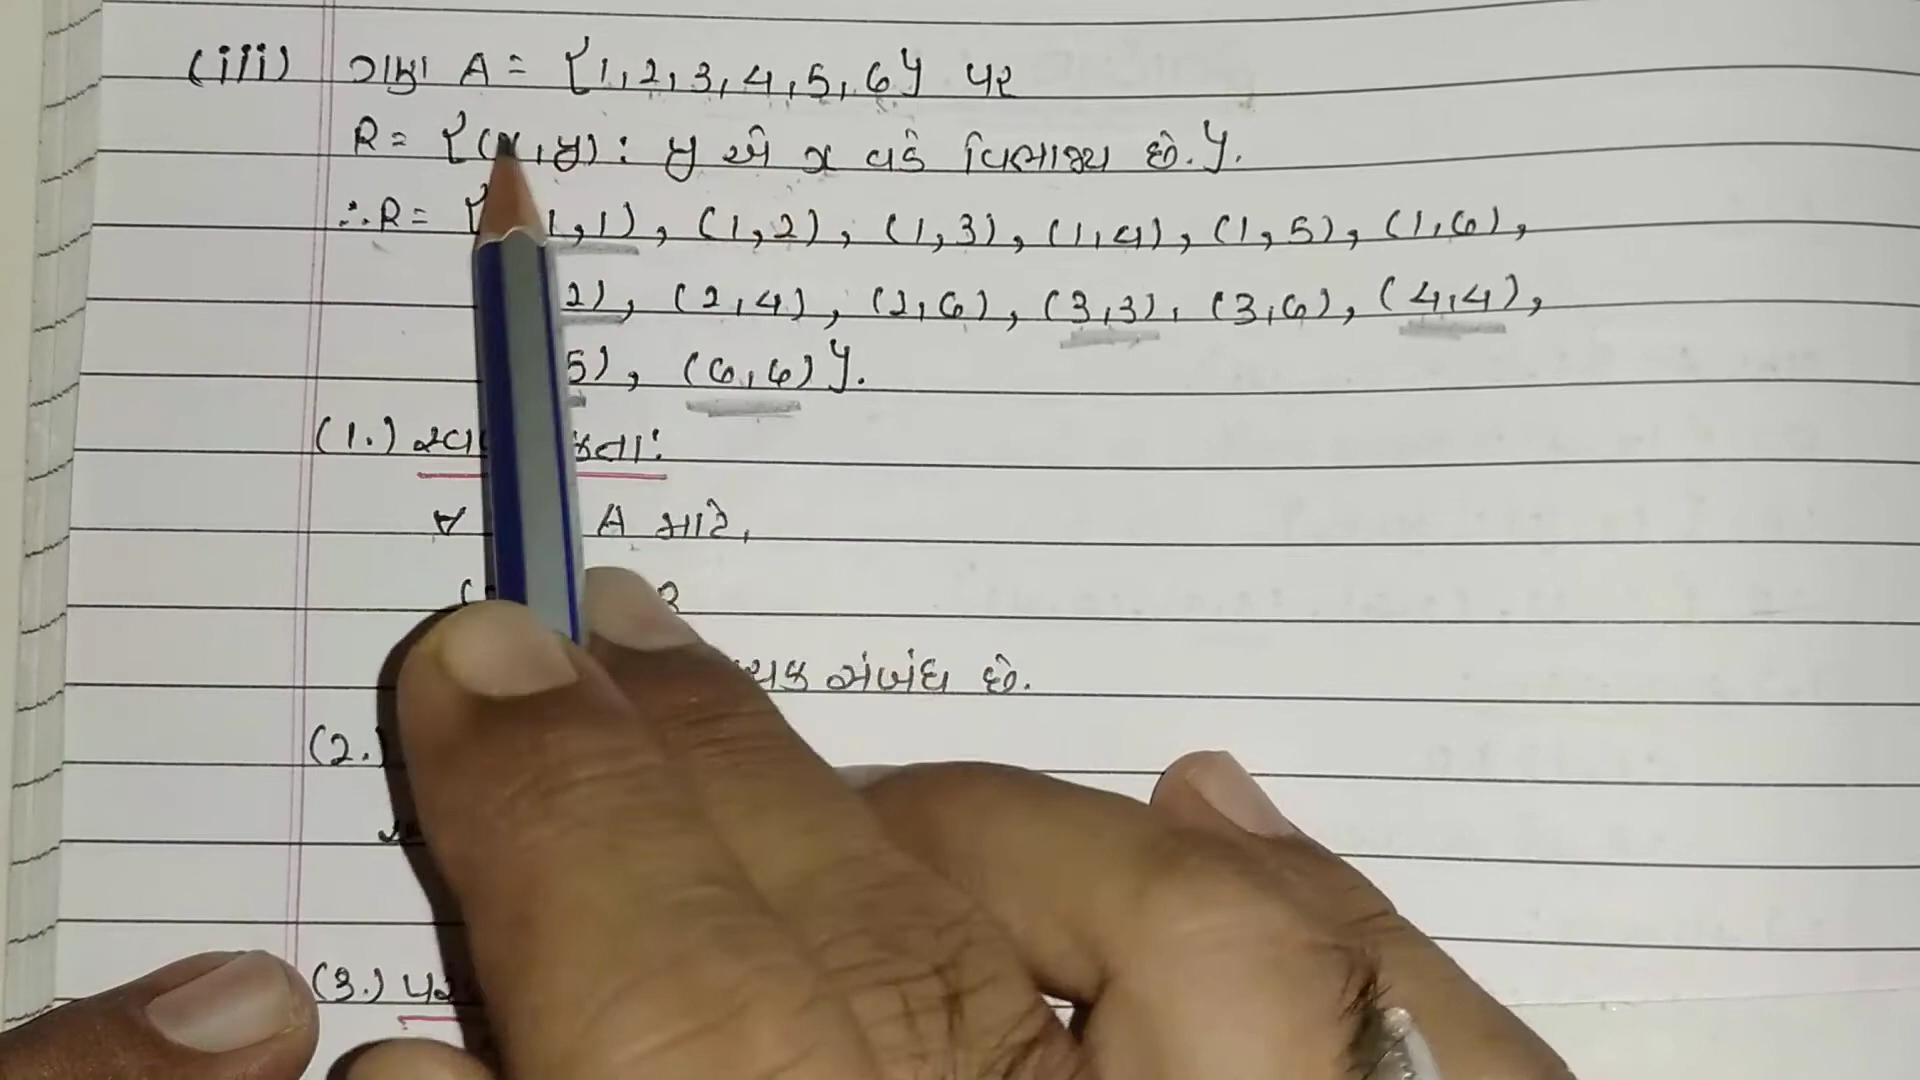 (iii) ગણ A = {1, 2, 3, 4, 5, 6} પર
R = {(x, y) : y એ x વડે વિભાજ્ય છે.}.
∴ R = { 1, 1), (1, 2), (1, 3), (1, 4), (1, 5), (1, 6),
2), (2, 4), (2, 6), (3, 3), (3, 6), (4, 4),
5), (6, 6)}.
(1.)
∀ A માટે,
સંબંધ છે.
(2.)
(3.)